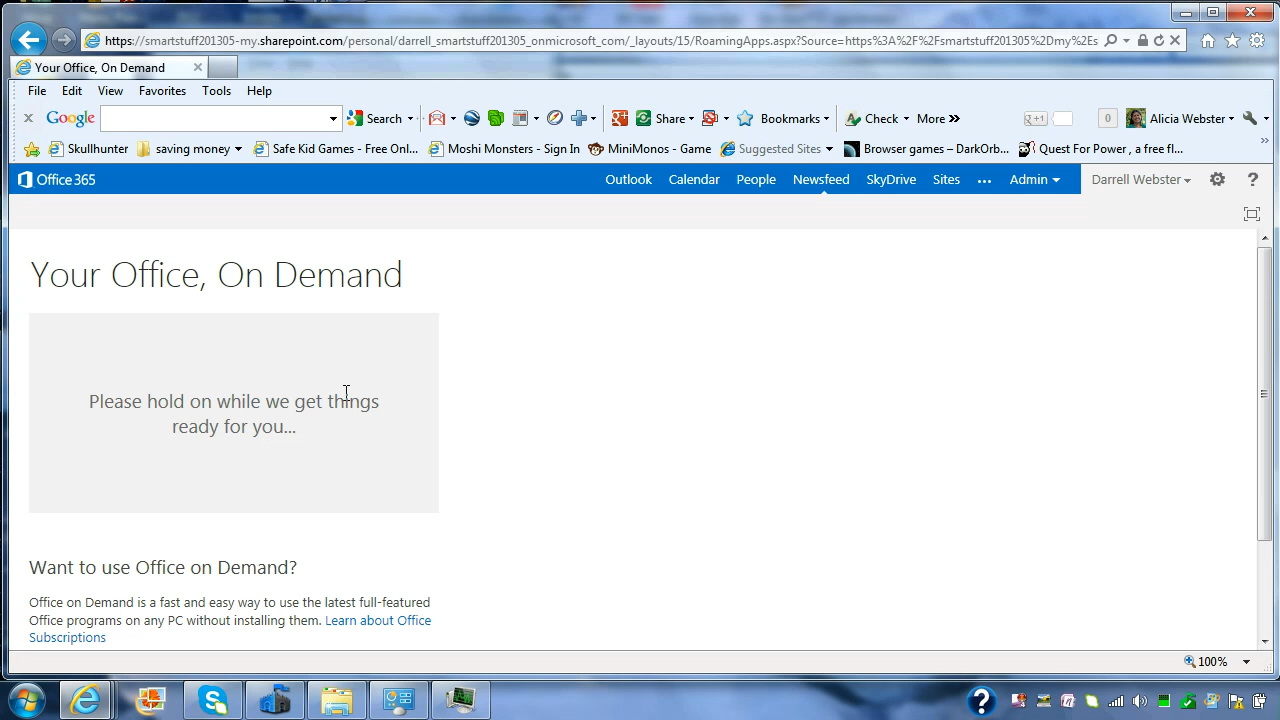 https://smartstuff201305-my.sharepoint.com/personal/darrell_smartstuff201305_onmicrosoft_com/_layouts/15/RoamingApps.aspx?Source=https%3A%2F%2Fsmartstuff201305%2Dmy%2Es
Your Office, On Demand
File Edit View Favorites Tools Help
Google Search Share Bookmarks Check More » g +1 0 Alicia Webster
Skullhunter saving money Safe Kid Games - Free Onl... Moshi Monsters - Sign In MiniMonos - Game Suggested Sites Browser games – DarkOrb... Quest For Power , a free fl...
Office 365 Outlook Calendar People Newsfeed SkyDrive Sites ... Admin Darrell Webster ?
Your Office, On Demand
Please hold on while we get things
ready for you...
Want to use Office on Demand?
Office on Demand is a fast and easy way to use the latest full-featured
Office programs on any PC without installing them. Learn about Office
Subscriptions
100%